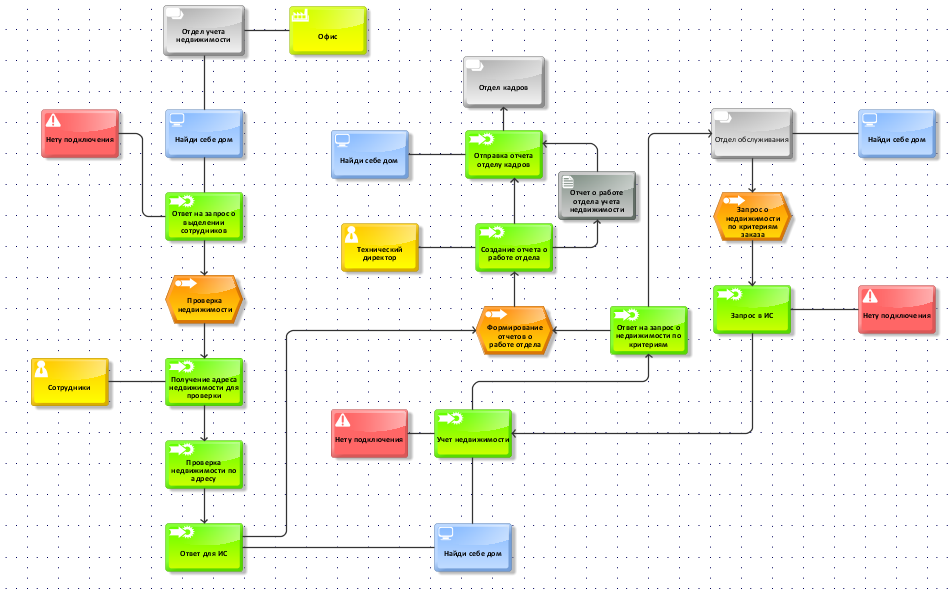 Отдел учета
недвижимости
Офис
Отдел кадров
Нету подключения
Найди себе дом
Найди себе дом
Отправка отчета
отделу кадров
Отдел обслуживания
Найди себе дом
Ответ на запрос о
выделении
сотрудников
Отчет о работе
отдела учета
недвижимости
Запрос о
недвижимости
по критериям
заказа
Технический
директор
Создание отчета о
работе отдела
Проверка
недвижимости
Формирование
отчетов о
работе отдела
Ответ на запрос о
недвижимости по
критериям
Запрос в ИС
Нету подключения
Сотрудники
Получение адреса
недвижимости для
проверки
Нету подключения
Учет недвижимости
Проверка
недвижимости по
адресу
Ответ для ИС
Найди себе дом